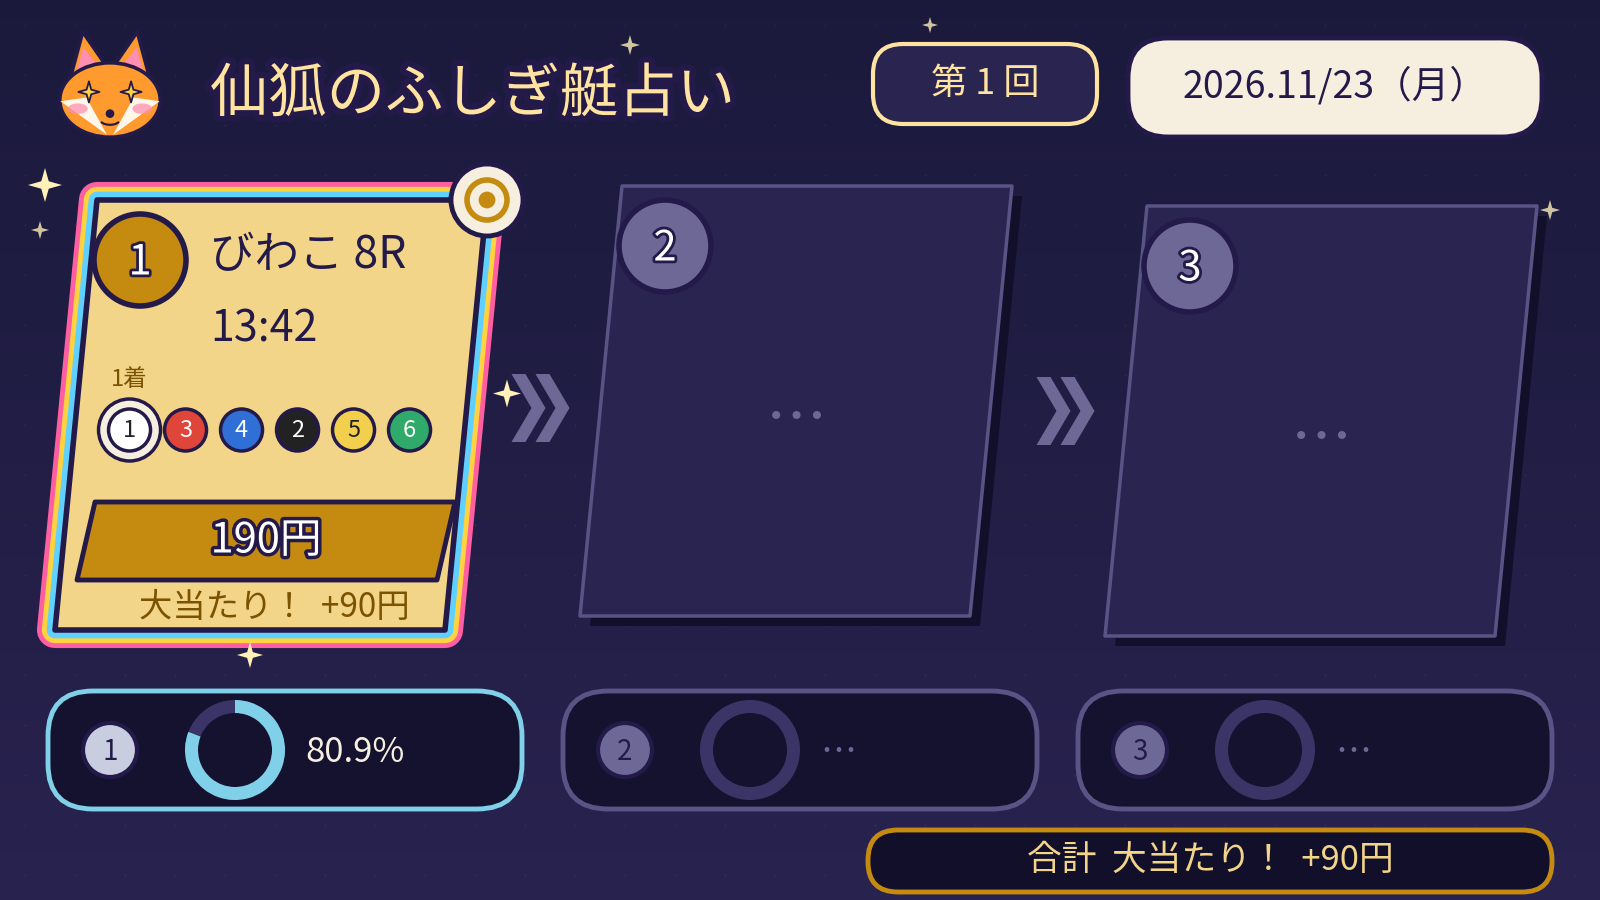 仙狐のふしぎ艇占い
第1回
2026.11/23（月）
1
びわこ 8R
13:42
1着
1 3 4 2 5 6
190円
大当たり！ +90円
2
...
3
...
1
80.9%
2
...
3
...
合計 大当たり！ +90円